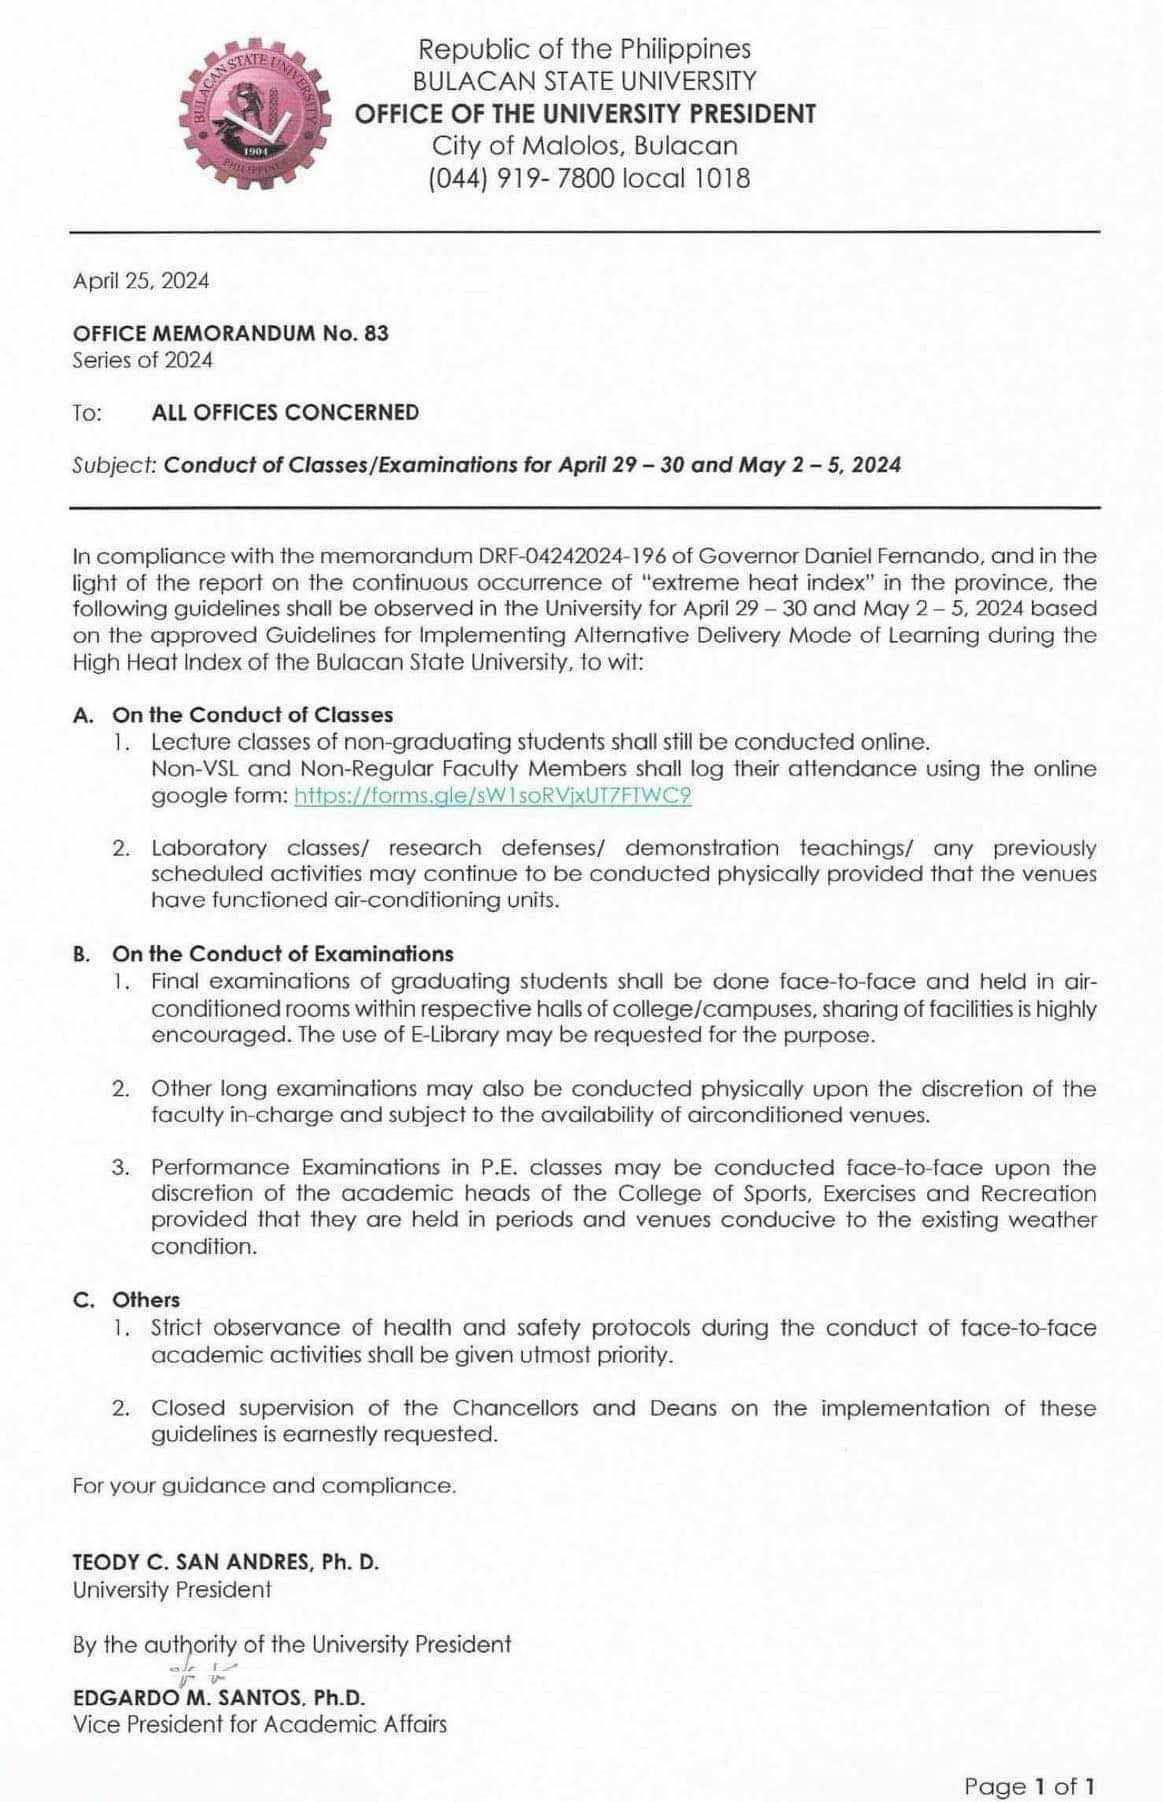 BULACAN STATE UNIVERSITY
1904
PHILIPPINES
Republic of the Philippines
BULACAN STATE UNIVERSITY
OFFICE OF THE UNIVERSITY PRESIDENT
City of Malolos, Bulacan
(044) 919- 7800 local 1018
April 25, 2024
OFFICE MEMORANDUM No. 83
Series of 2024
To: ALL OFFICES CONCERNED
Subject: Conduct of Classes/Examinations for April 29 – 30 and May 2 – 5, 2024
In compliance with the memorandum DRF-04242024-196 of Governor Daniel Fernando, and in the
light of the report on the continuous occurrence of "extreme heat index" in the province, the
following guidelines shall be observed in the University for April 29 – 30 and May 2 – 5, 2024 based
on the approved Guidelines for Implementing Alternative Delivery Mode of Learning during the
High Heat Index of the Bulacan State University, to wit:
A. On the Conduct of Classes
1. Lecture classes of non-graduating students shall still be conducted online.
Non-VSL and Non-Regular Faculty Members shall log their attendance using the online
google form: https://forms.gle/sW1soRVjxUT7FTWC9
2. Laboratory classes/ research defenses/ demonstration teachings/ any previously
scheduled activities may continue to be conducted physically provided that the venues
have functioned air-conditioning units.
B. On the Conduct of Examinations
1. Final examinations of graduating students shall be done face-to-face and held in air-
conditioned rooms within respective halls of college/campuses, sharing of facilities is highly
encouraged. The use of E-Library may be requested for the purpose.
2. Other long examinations may also be conducted physically upon the discretion of the
faculty in-charge and subject to the availability of airconditioned venues.
3. Performance Examinations in P.E. classes may be conducted face-to-face upon the
discretion of the academic heads of the College of Sports, Exercises and Recreation
provided that they are held in periods and venues conducive to the existing weather
condition.
C. Others
1. Strict observance of health and safety protocols during the conduct of face-to-face
academic activities shall be given utmost priority.
2. Closed supervision of the Chancellors and Deans on the implementation of these
guidelines is earnestly requested.
For your guidance and compliance.
TEODY C. SAN ANDRES, Ph. D.
University President
By the authority of the University President
EDGARDO M. SANTOS, Ph.D.
Vice President for Academic Affairs
Page 1 of 1